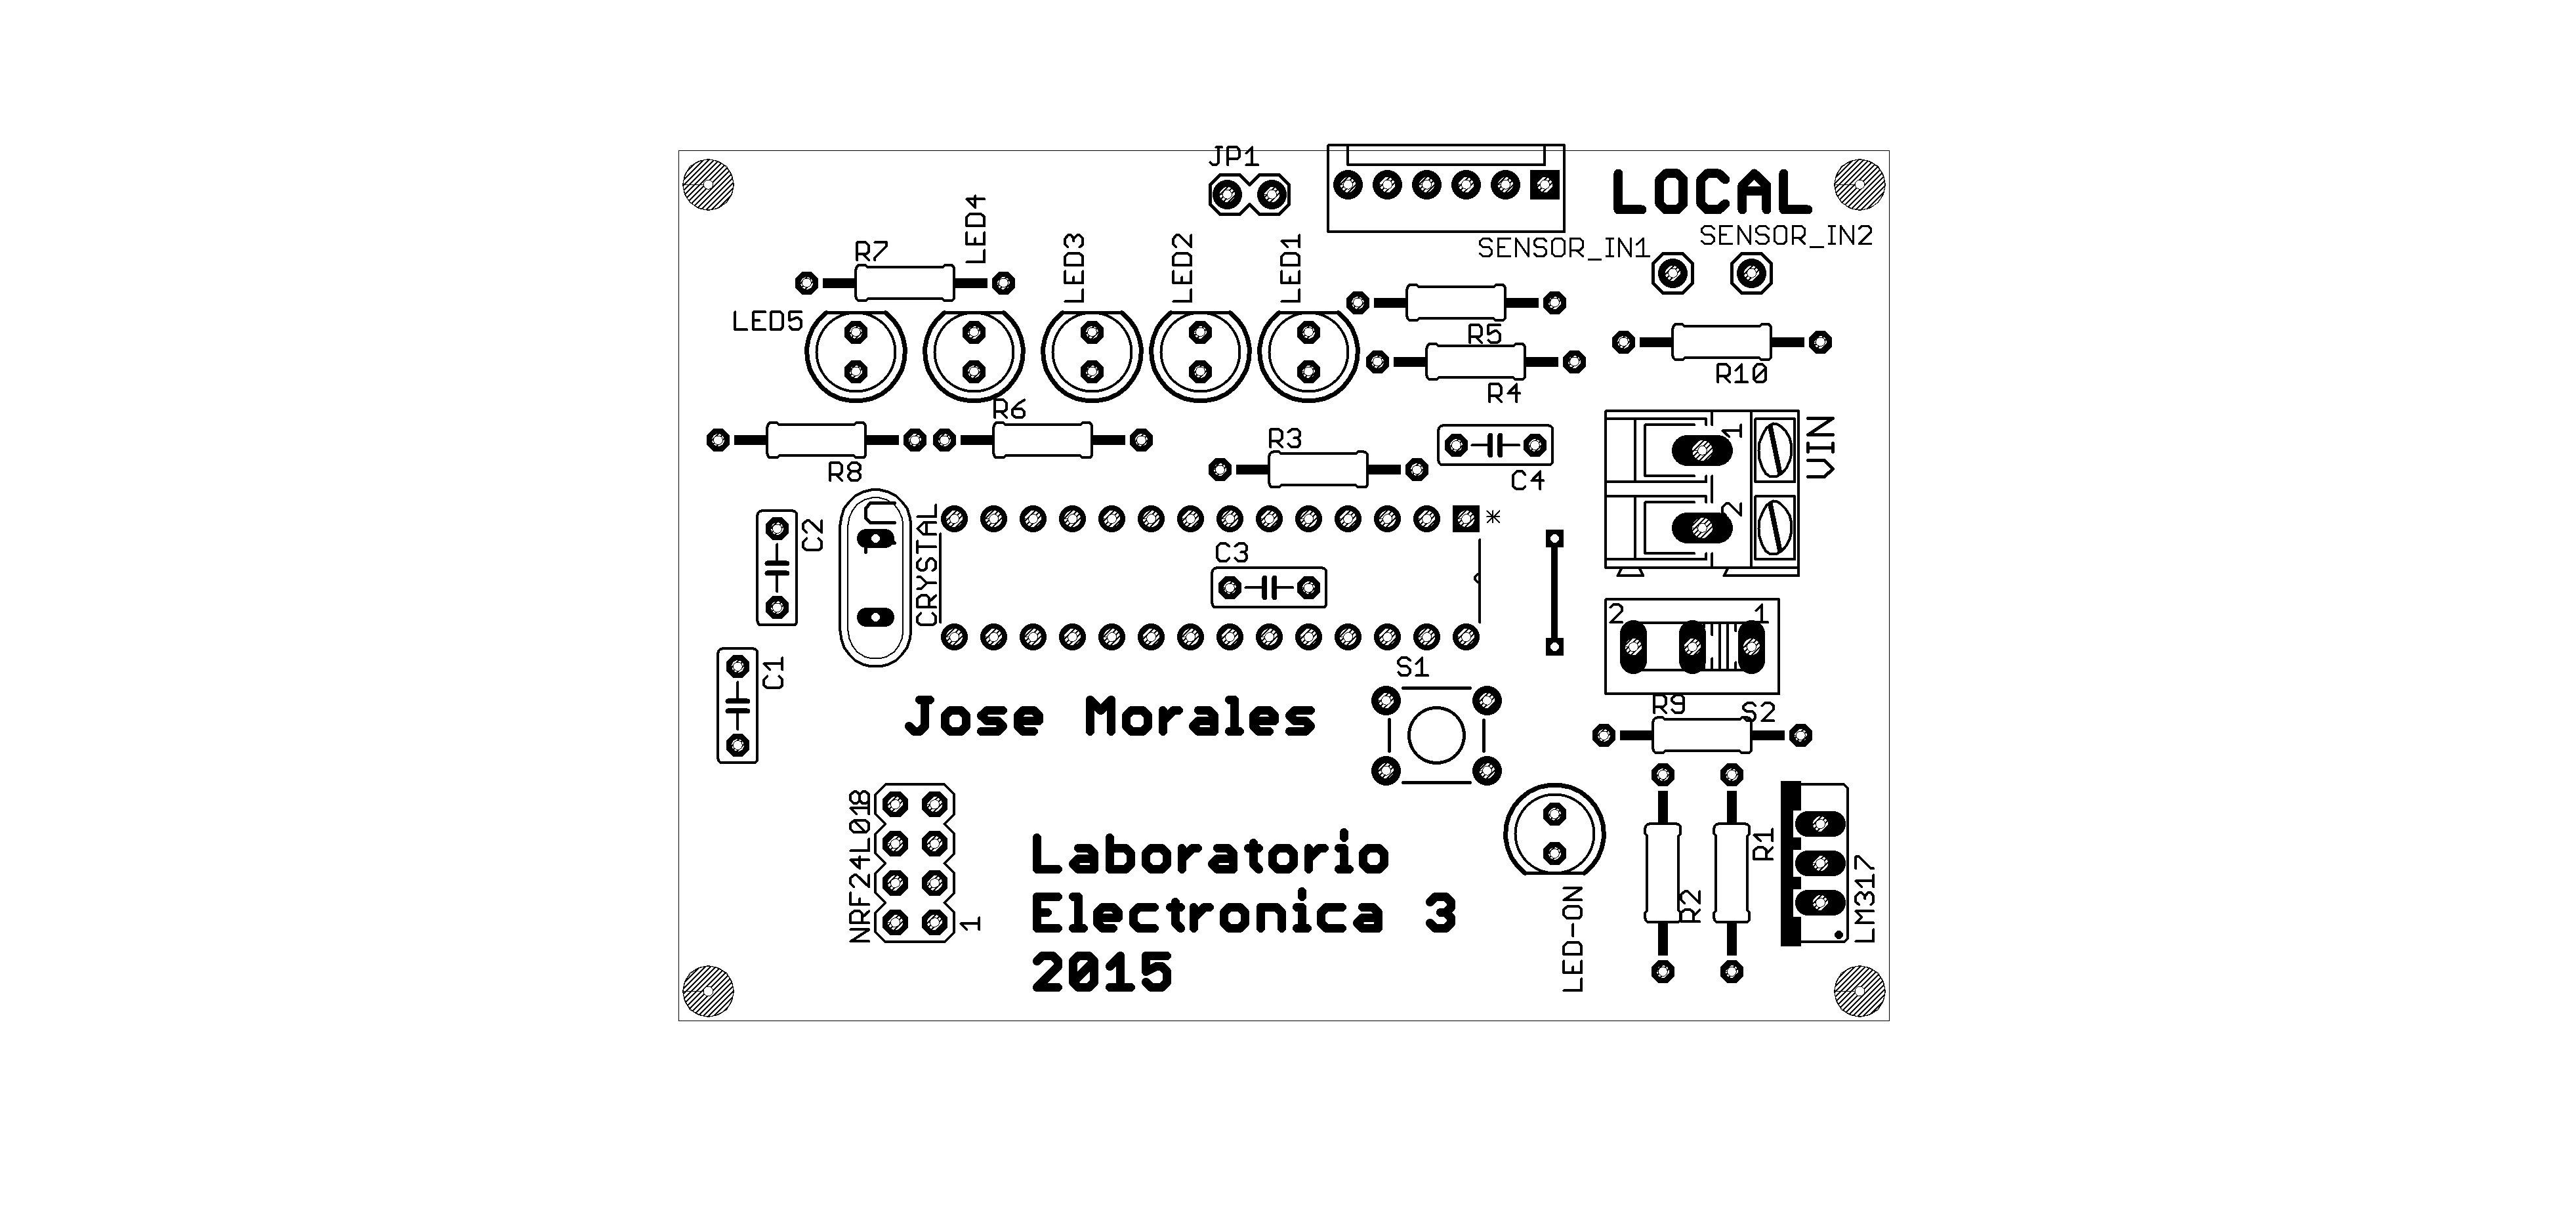 JP1
LOCAL
LED4
SENSOR_IN2
R7
LED3
LED2
LED1
SENSOR_IN1
LED5
R5
R10
R4
R6
R3
VIN
1
R8
C4
2
C2
CRYSTAL
*
C3
2
1
C1
S1
R9
S2
Jose Morales
NRF24L018
R1
Laboratorio
R2
LM317
Electronica 3
1
LED-ON
2015